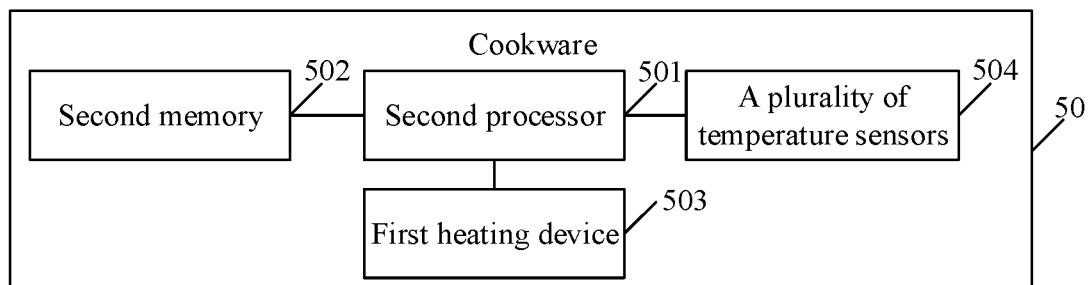 Cookware
502
501
504
Second memory
Second processor
A plurality of
temperature sensors
50
First heating device
503